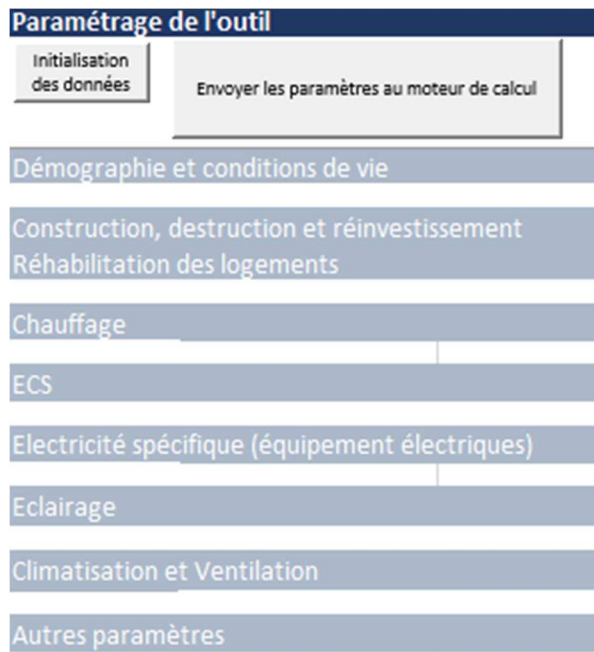 Paramétrage de l'outil
Initialisation
des données
Envoyer les paramètres au moteur de calcul
Démographie et conditions de vie
Construction, destruction et réinvestissement
Réhabilitation des logements
Chauffage
ECS
Electricité spécifique (équipement électriques)
Eclairage
Climatisation et Ventilation
Autres paramètres